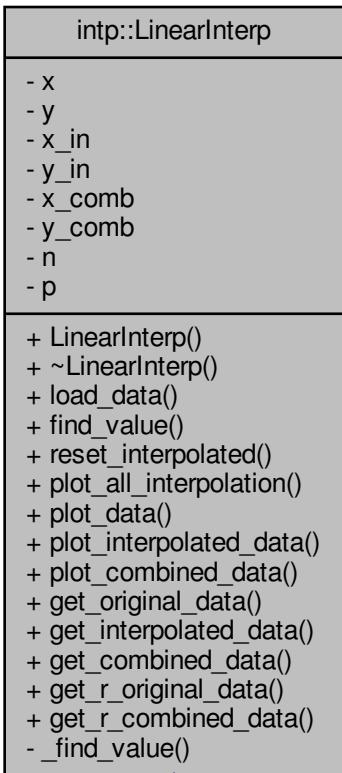 intp::LinearInterp
- x
- y
- x_in
- y_in
- x_comb
- y_comb
- n
- p
+ LinearInterp()
+ ~LinearInterp()
+ load_data()
+ find_value()
+ reset_interpolated()
+ plot_all_interpolation()
+ plot_data()
+ plot_interpolated_data()
+ plot_combined_data()
+ get_original_data()
+ get_interpolated_data()
+ get_combined_data()
+ get_r_original_data()
+ get_r_combined_data()
- _find_value()